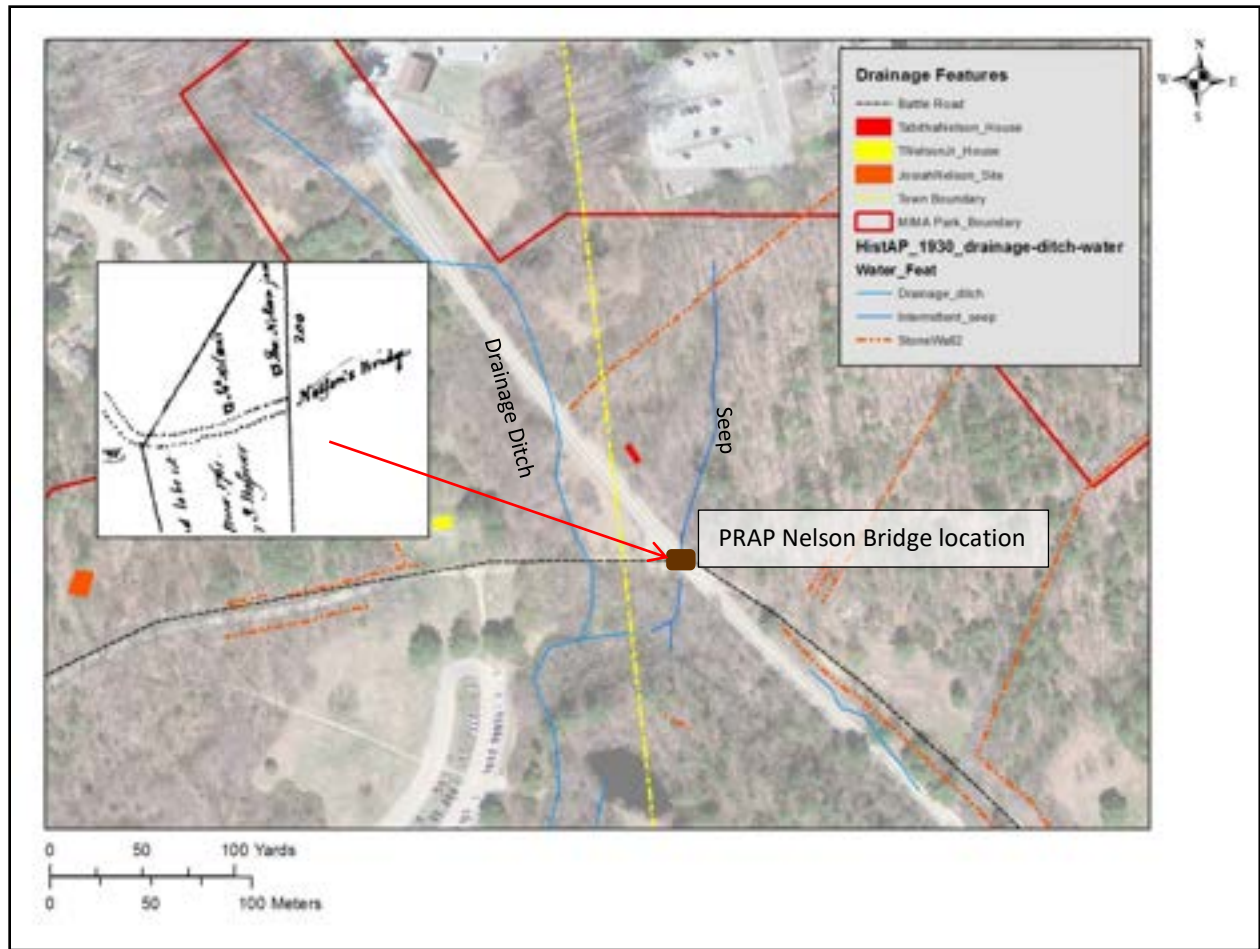 N
W E
S
Drainage Features
Battle Road
TabithaNelson_House
TNelsonJr_House
JosiahNelson_Site
Town Boundary
MIMA Park_Boundary
HistAP_1930_drainage-ditch-water
Water_Feat
Drainage_ditch
Intermittent_seep
StoneWall2
200
Nelson's Bridge
Drainage Ditch
Seep
PRAP Nelson Bridge location
0 50 100 Yards
0 50 100 Meters